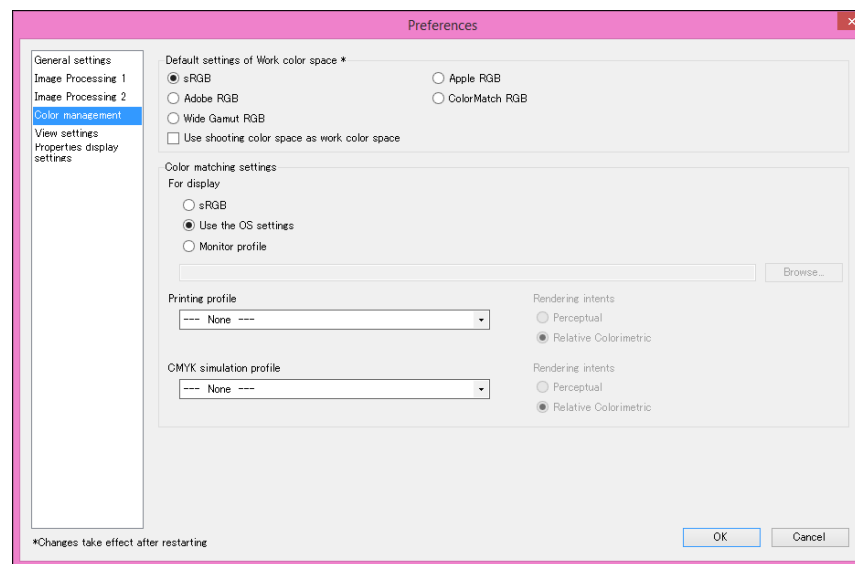 Preferences
General settings
Image Processing 1
Image Processing 2
Color management
View settings
Properties display
settings
Default settings of Work color space *
sRGB
Apple RGB
Adobe RGB
ColorMatch RGB
Wide Gamut RGB
Use shooting color space as work color space
Color matching settings
For display
sRGB
Use the OS settings
Monitor profile
Browse...
Printing profile
Rendering intents
--- None ---
Perceptual
Relative Colorimetric
CMYK simulation profile
Rendering intents
--- None ---
Perceptual
Relative Colorimetric
*Changes take effect after restarting
OK
Cancel